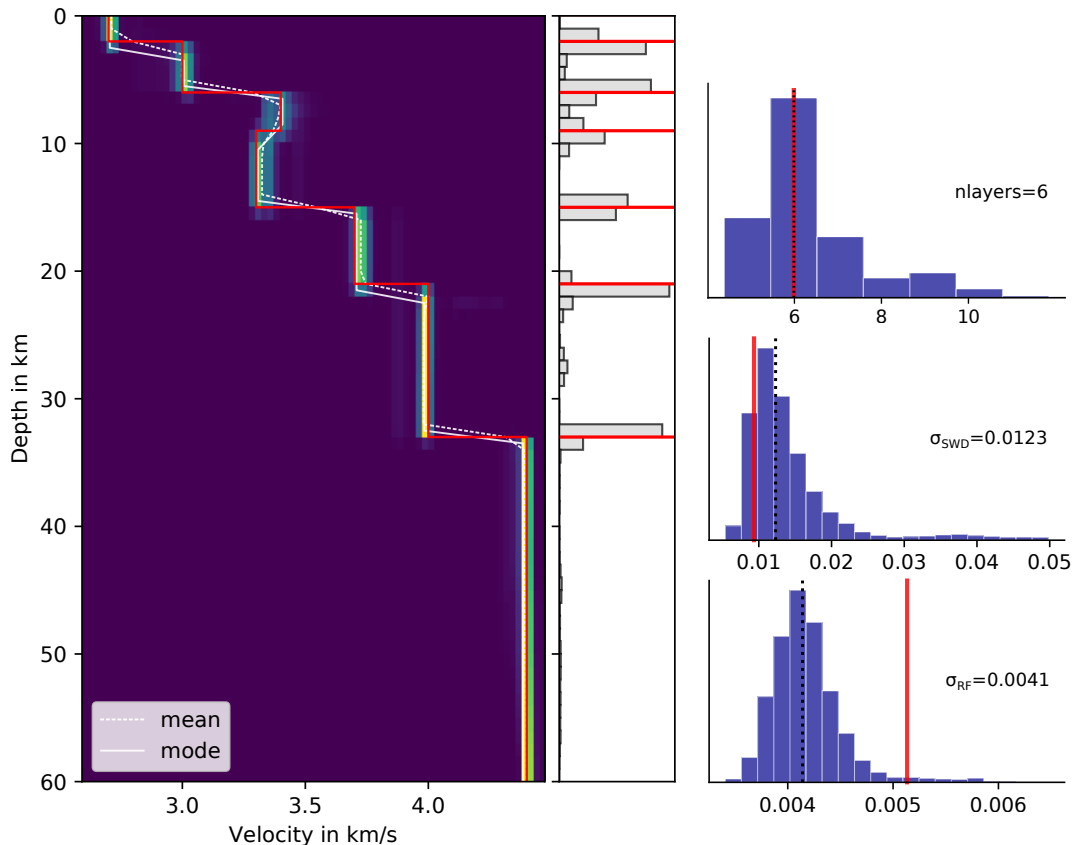 0
10
20
30
40
50
60
Depth in km
3.0 3.5 4.0
Velocity in km/s
mean
mode
nlayers=6
6 8 10
σSWD=0.0123
0.01 0.02 0.03 0.04 0.05
σRF=0.0041
0.004 0.005 0.006